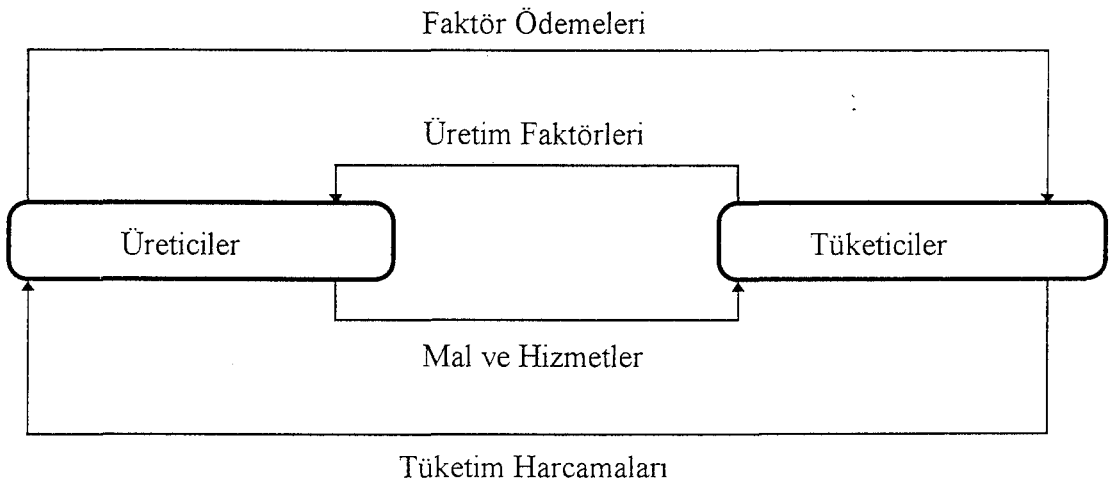 Faktör Ödemeleri
Üretim Faktörleri
Üreticiler
Tüketiciler
Mal ve Hizmetler
Tüketim Harcamaları